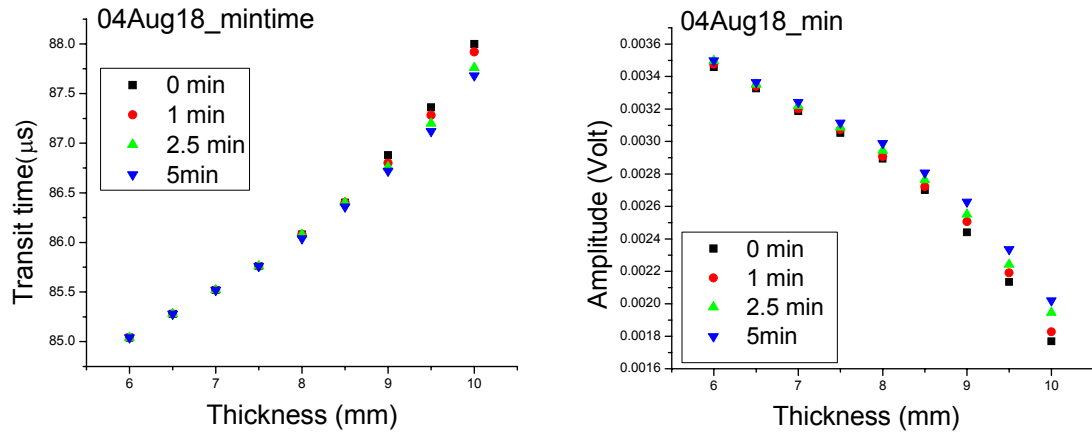 04Aug18_mintime
88.0
87.5
87.0
86.5
86.0
85.5
85.0
Transit time(µs)
0 min
1 min
2.5 min
5min
6 7 8 9 10
Thickness (mm)
04Aug18_min
0.0036
0.0034
0.0032
0.0030
0.0028
0.0026
0.0024
0.0022
0.0020
0.0018
0.0016
Amplitude (Volt)
0 min
1 min
2.5 min
5min
6 7 8 9 10
Thickness (mm)